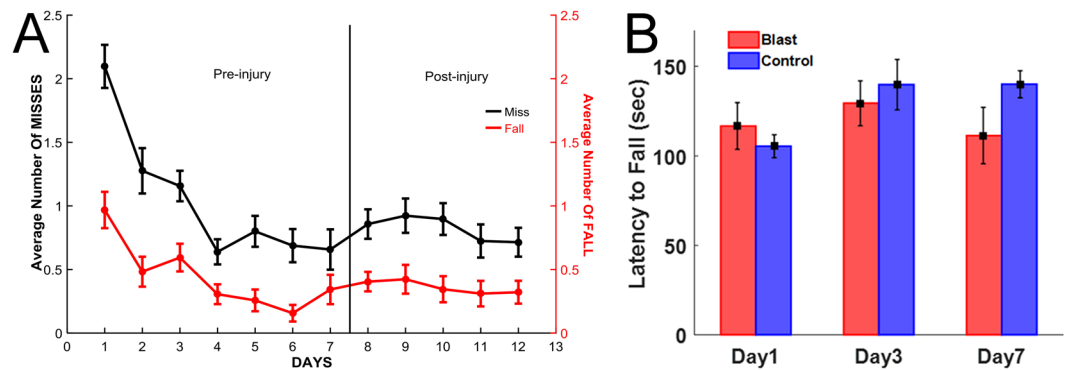 A
Average Number Of MISSES
2.5
2
1.5
1
0.5
0
Pre-injury
Post-injury
Miss
Fall
2.5
2
1.5
1
0.5
0
Average Number Of FALL
0 1 2 3 4 5 6 7 8 9 10 11 12 13
DAYS
B
Latency to Fall (sec)
150
100
50
0
Blast
Control
Day1 Day3 Day7